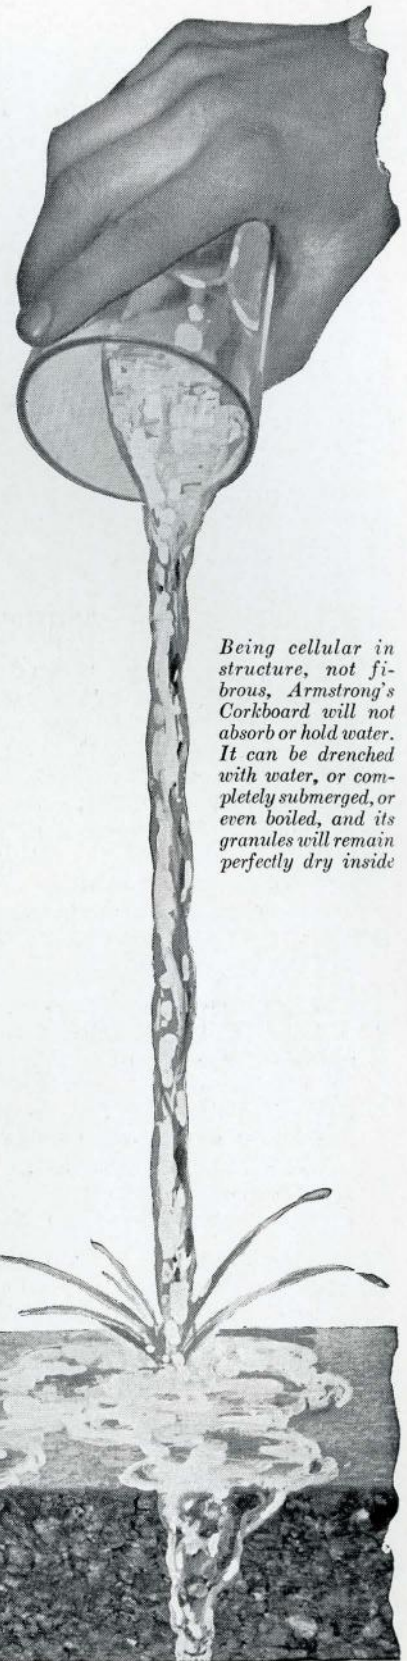 Being cellular in
structure, not fi-
brous, Armstrong's
Corkboard will not
absorb or hold water.
It can be drenched
with water, or com-
pletely submerged, or
even boiled, and its
granules will remain
perfectly dry inside